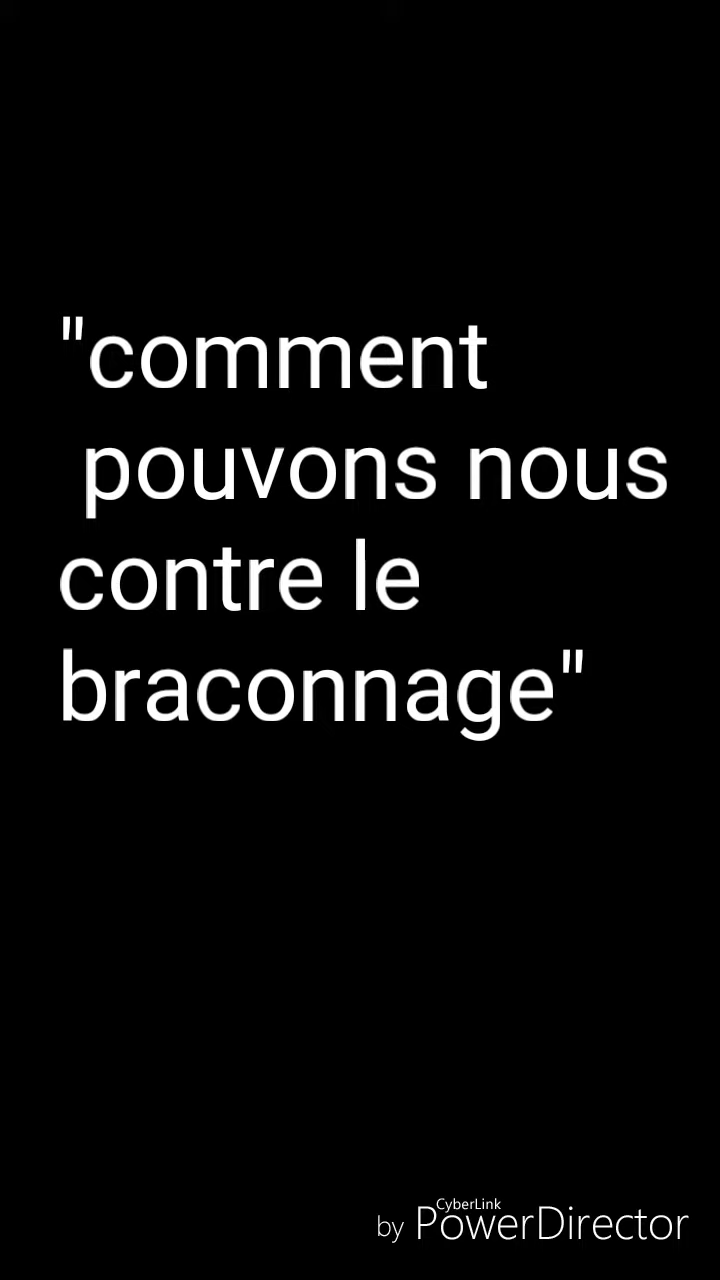 "comment
pouvons nous
contre le
braconnage"
CyberLink
by PowerDirector